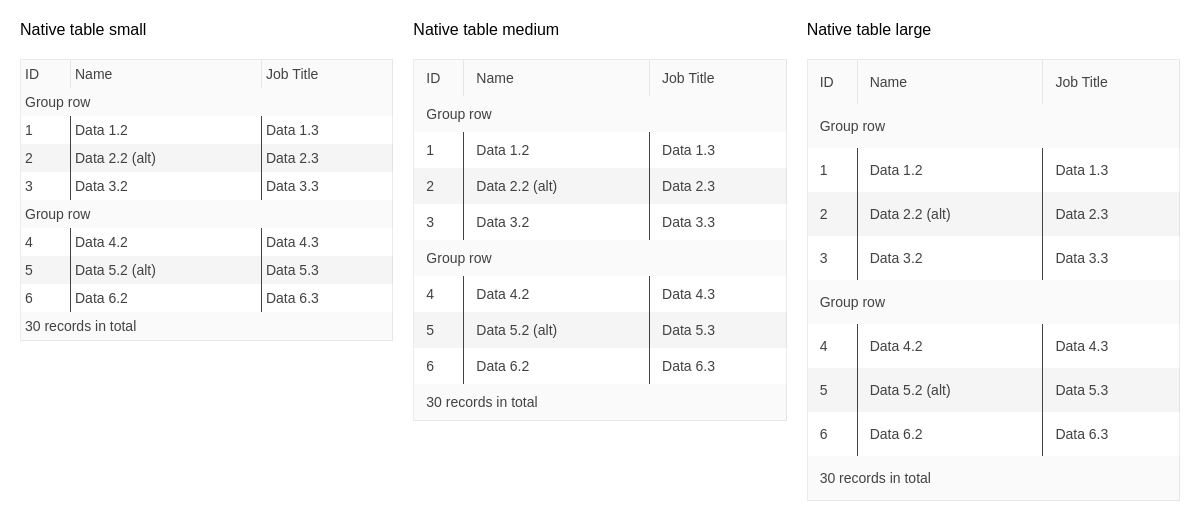 Native table small
ID Name Job Title
Group row
1 Data 1.2 Data 1.3
2 Data 2.2 (alt) Data 2.3
3 Data 3.2 Data 3.3
Group row
4 Data 4.2 Data 4.3
5 Data 5.2 (alt) Data 5.3
6 Data 6.2 Data 6.3
30 records in total
Native table medium
ID Name Job Title
Group row
1 Data 1.2 Data 1.3
2 Data 2.2 (alt) Data 2.3
3 Data 3.2 Data 3.3
Group row
4 Data 4.2 Data 4.3
5 Data 5.2 (alt) Data 5.3
6 Data 6.2 Data 6.3
30 records in total
Native table large
ID Name Job Title
Group row
1 Data 1.2 Data 1.3
2 Data 2.2 (alt) Data 2.3
3 Data 3.2 Data 3.3
Group row
4 Data 4.2 Data 4.3
5 Data 5.2 (alt) Data 5.3
6 Data 6.2 Data 6.3
30 records in total